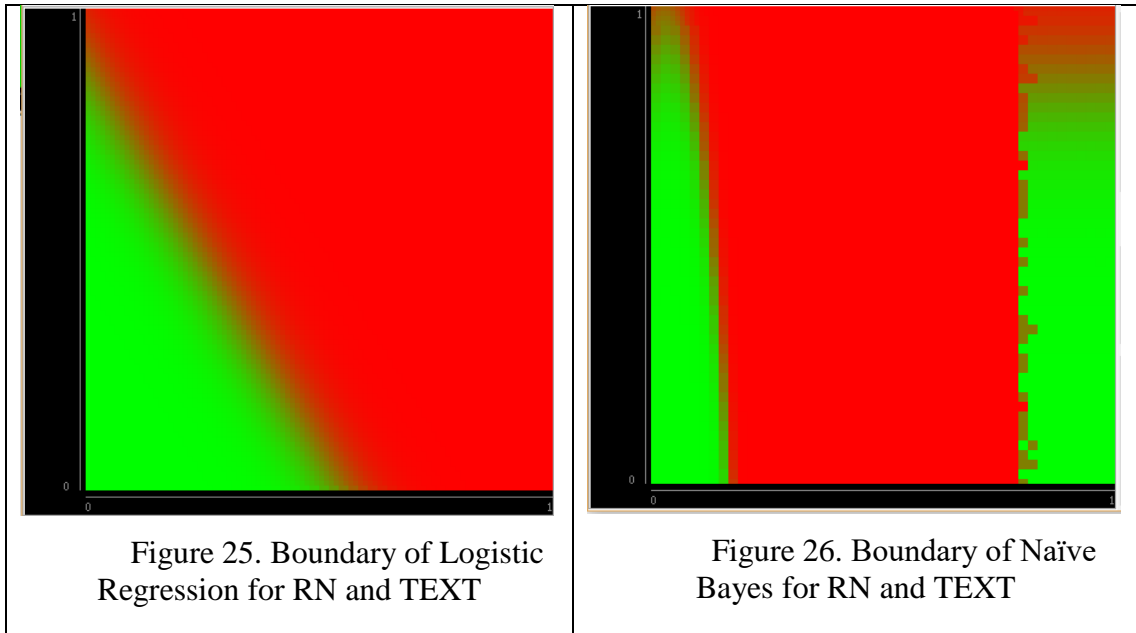 1
0
0
1
Figure 25. Boundary of Logistic
Regression for RN and TEXT
1
0
0
1
Figure 26. Boundary of Naïve
Bayes for RN and TEXT